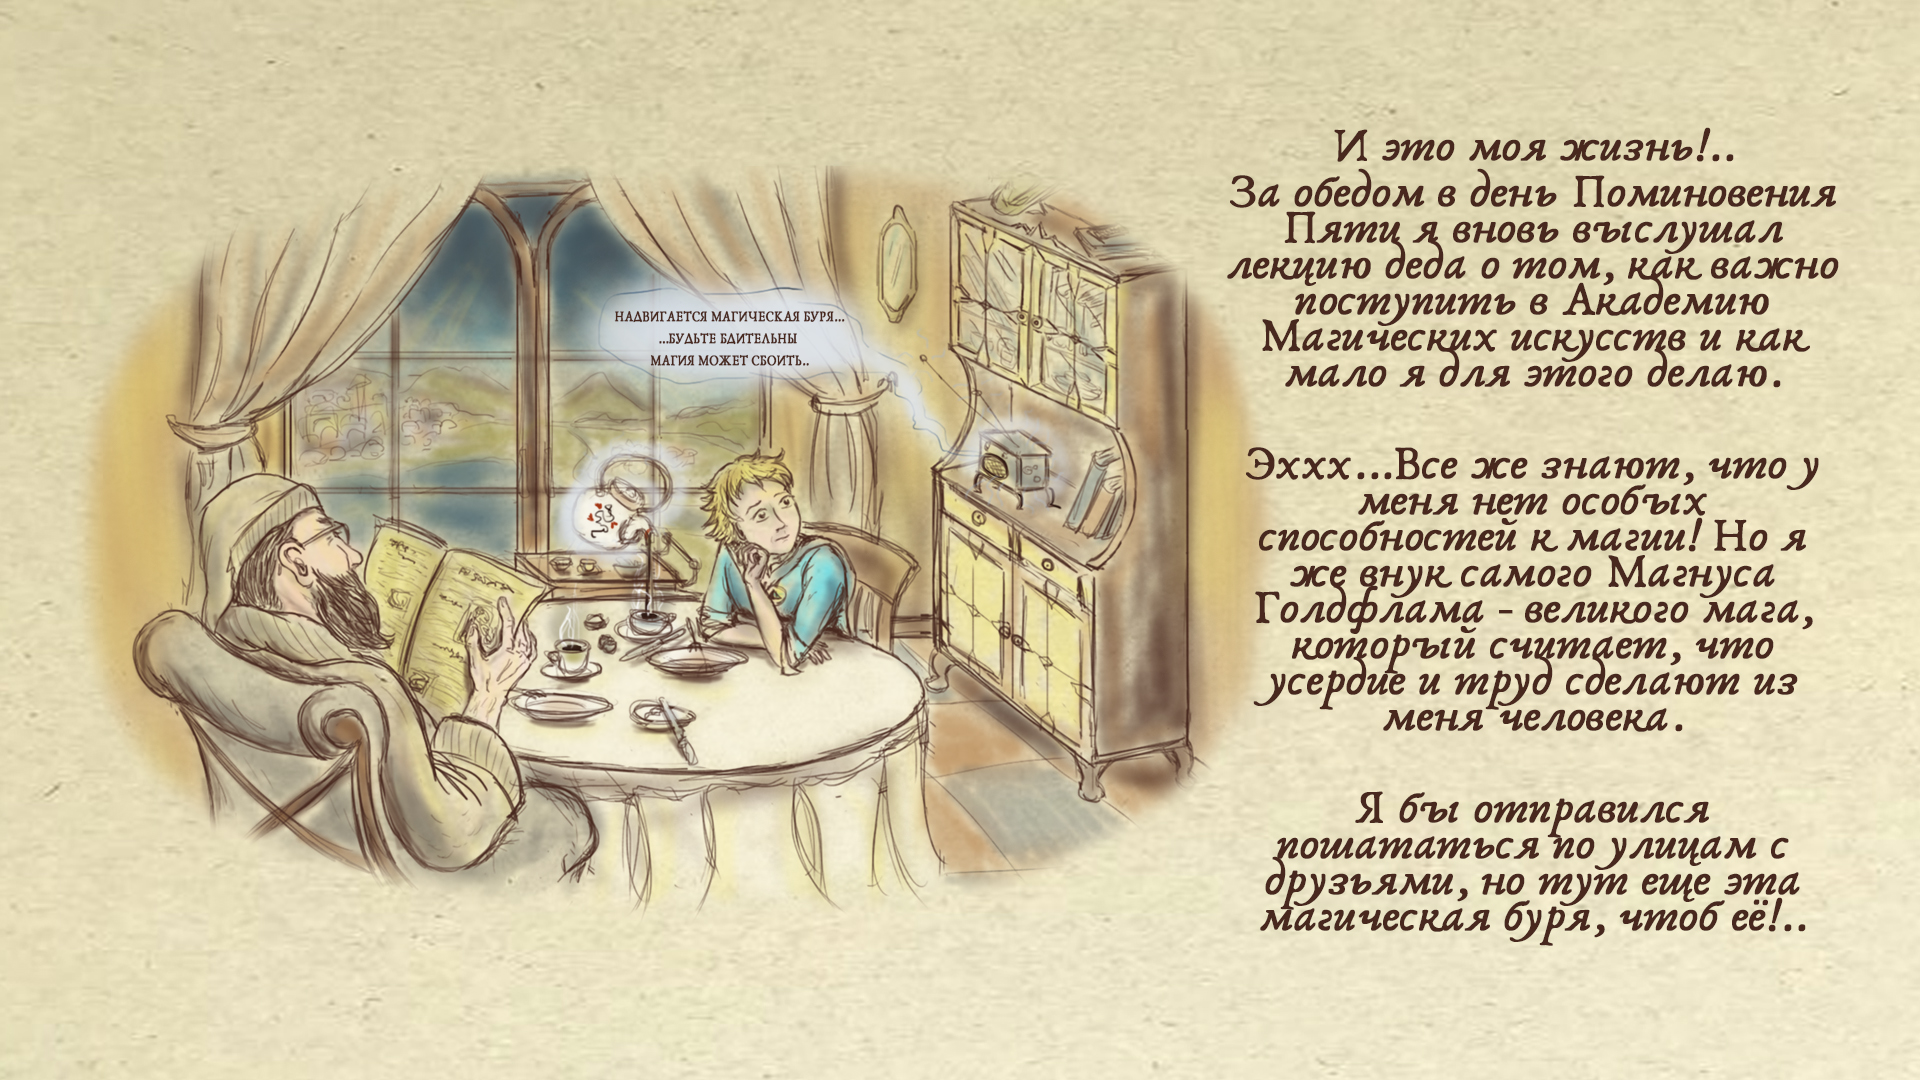 НАДВИГАЕТСЯ МАГИЧЕСКАЯ БУРЯ...
...БУДЬТЕ БДИТЕЛЬНЫ
МАГИЯ МОЖЕТ СБОИТЬ..
И это моя жизнь!..
За обедом в день Поминовения
Пяти я вновь выслушал
лекцию деда о том, как важно
поступить в Академию
Магических искусств и как
мало я для этого делаю.
Эххх...Все же знают, что у
меня нет особых
способностей к магии! Но я
же внук самого Магнуса
Голдфлама - великого мага,
который считает, что
усердие и труд сделают из
меня человека.
Я бы отправился
пошататься по улицам с
друзьями, но тут еще эта
магическая буря, чтоб её!..